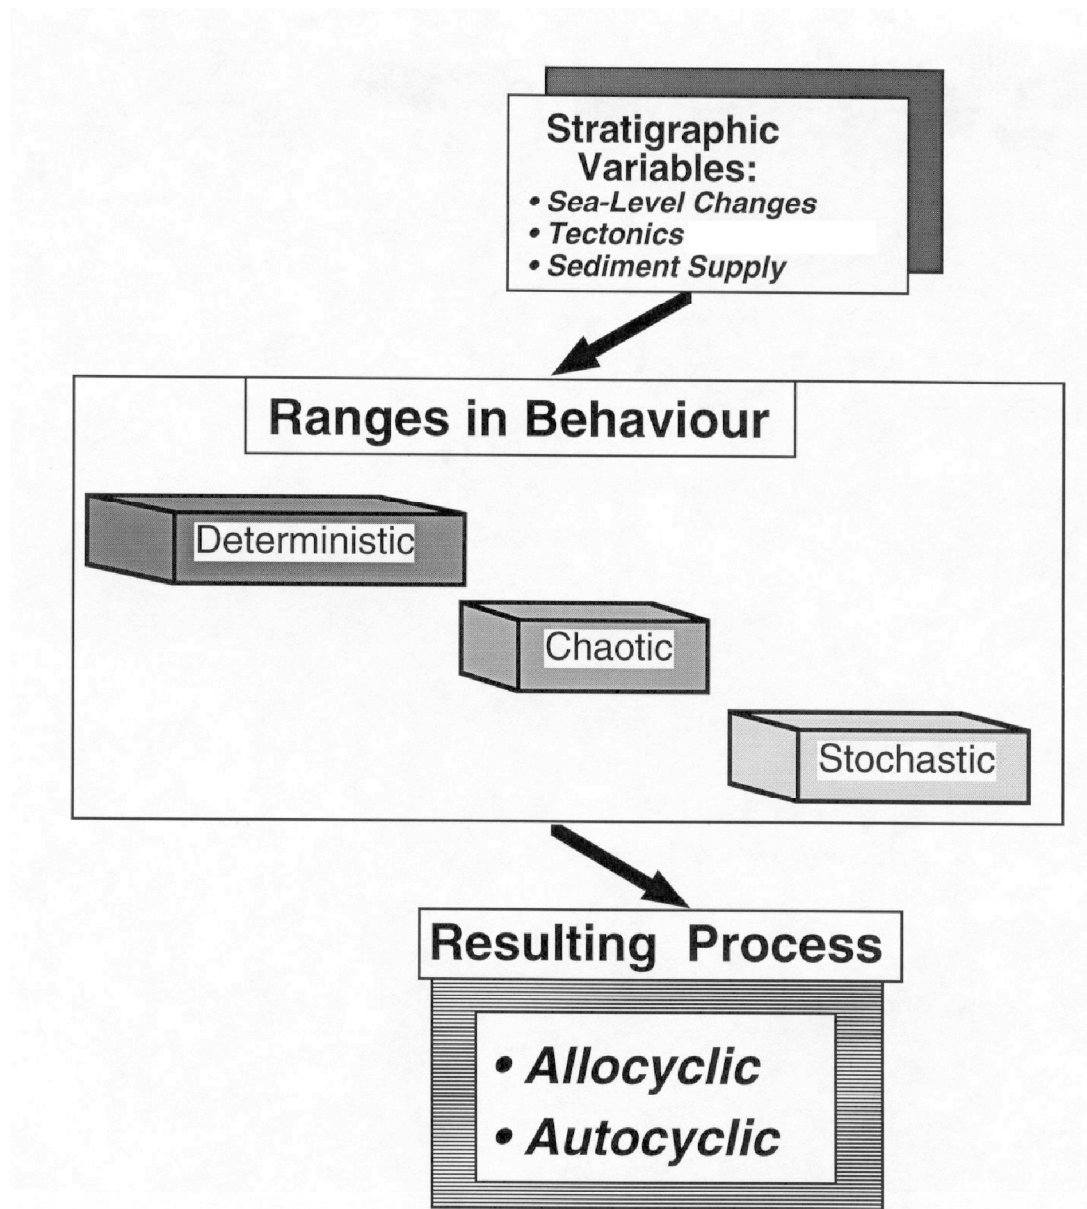 Stratigraphic
Variables:
• Sea-Level Changes
• Tectonics
• Sediment Supply
Ranges in Behaviour
Deterministic
Chaotic
Stochastic
Resulting Process
• Allocyclic
• Autocyclic